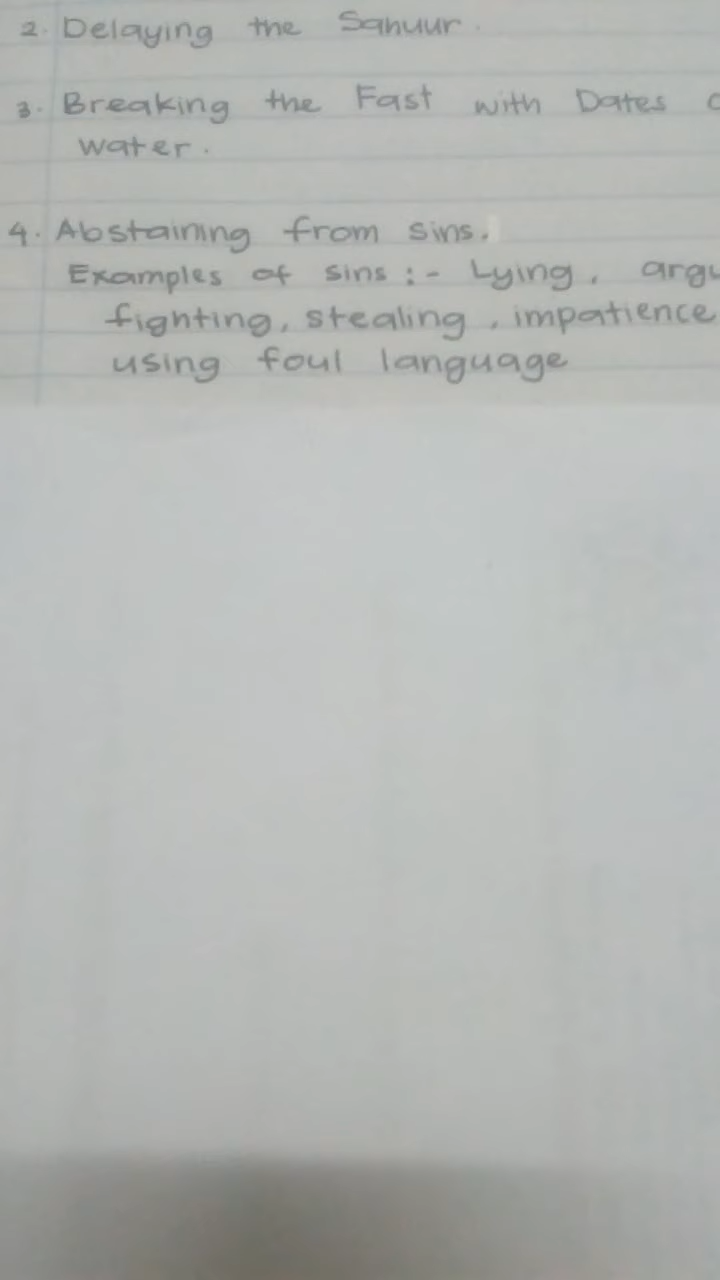 2. Delaying the Sahuur.
3. Breaking the Fast with Dates
water.
4. Abstaining from sins.
Examples of sins :- Lying,
fighting, stealing, impatience
using foul language